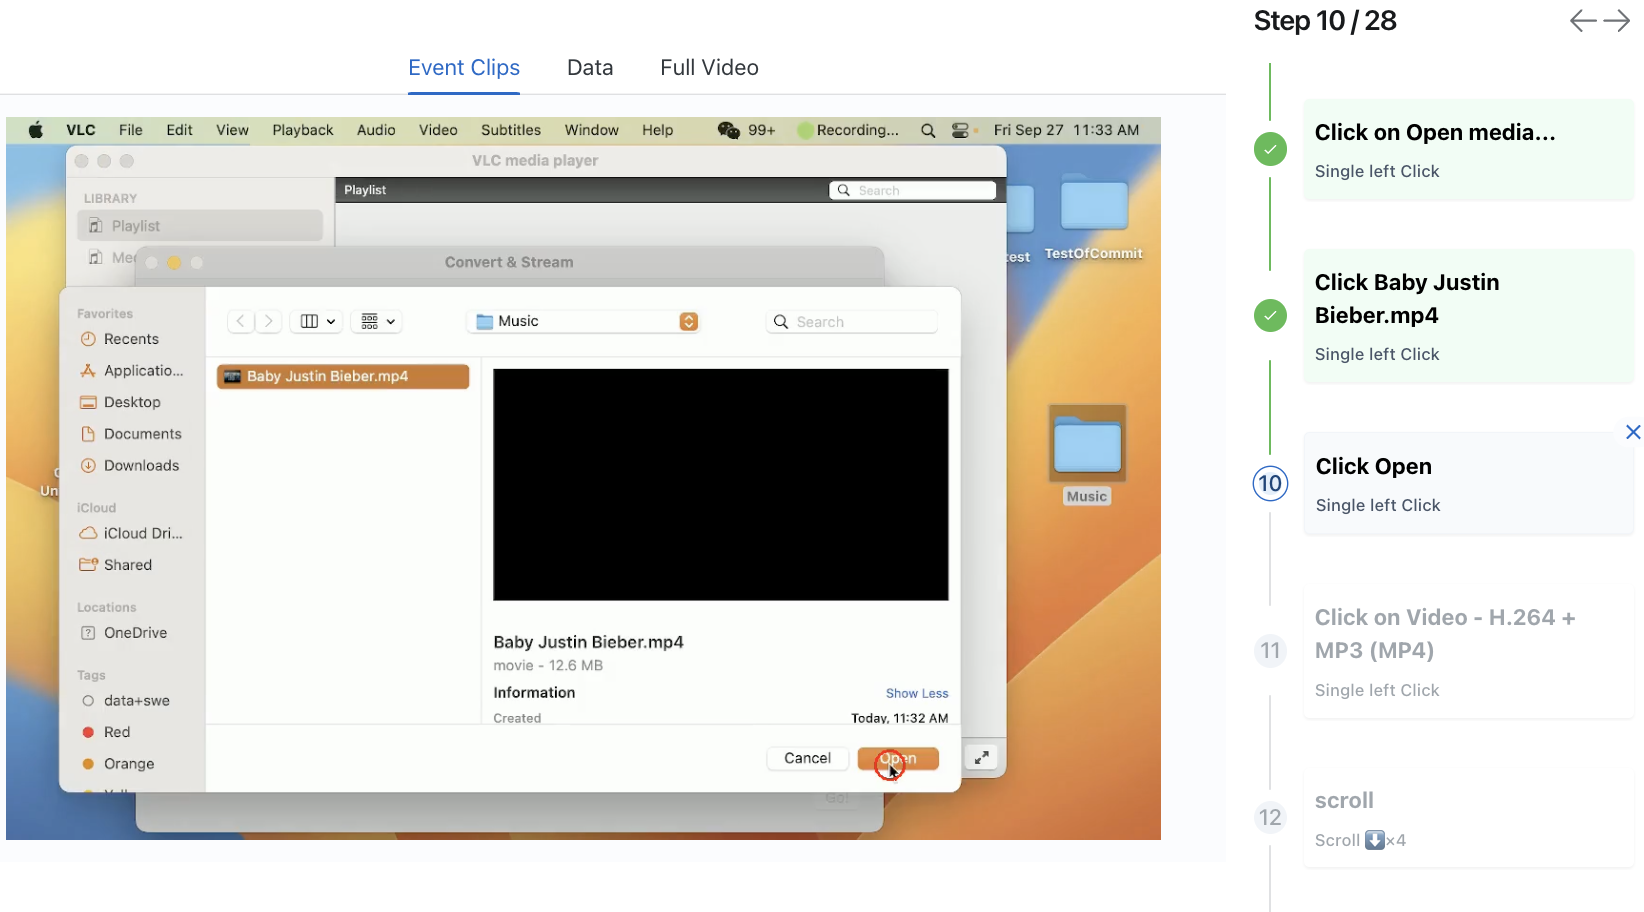 Step 10 / 28
Event Clips
Data
Full Video
VLC File Edit View Playback Audio Video Subtitles Window Help 99+ Recording... Fri Sep 27 11:33 AM
VLC media player
LIBRARY
Playlist
Playlist
Search
Convert & Stream
Favorites
Recents
Applicatio...
Desktop
Documents
Downloads
iCloud
iCloud Dri...
Shared
Locations
OneDrive
Tags
data+swe
Red
Orange
Music
Search
Baby Justin Bieber.mp4
Baby Justin Bieber.mp4
movie - 12.6 MB
Information
Show Less
Created
Today, 11:32 AM
Cancel
Open
Go!
TestOfCommit
Music
Click on Open media...
Single left Click
Click Baby Justin
Bieber.mp4
Single left Click
10
Click Open
Single left Click
11
Click on Video - H.264 +
MP3 (MP4)
Single left Click
12
scroll
Scroll ⬇️×4